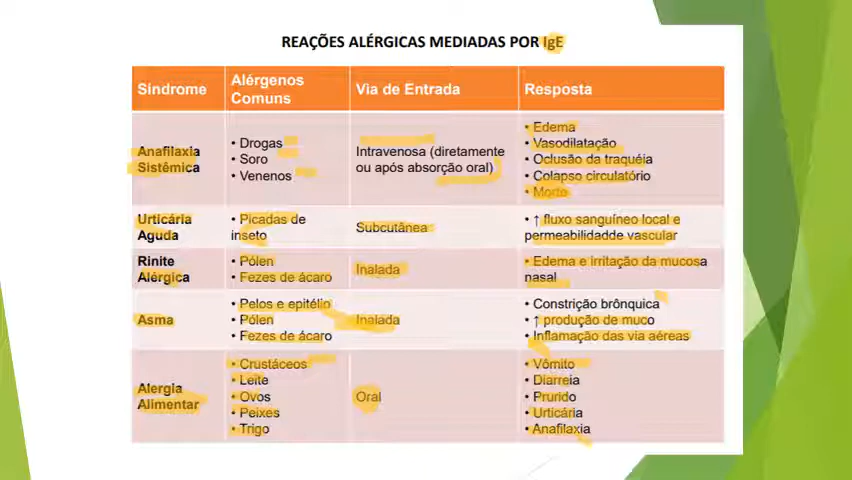 REAÇÕES ALÉRGICAS MEDIADAS POR IgE
Síndrome
Alérgenos
Comuns
Via de Entrada
Resposta
Anafilaxia
Sistêmica
• Drogas
• Soro
• Venenos
Intravenosa (diretamente
ou após absorção oral)
• Edema
• Vasodilatação
• Oclusão da traquéia
• Colapso circulatório
• Morte
Urticária
Aguda
• Picadas de
inseto
Subcutânea
• ↑ fluxo sanguíneo local e
permeabilidadde vascular
Rinite
Alérgica
• Pólen
• Fezes de ácaro
Inalada
• Edema e irritação da mucosa
nasal
Asma
• Pelos e epitélio
• Pólen
• Fezes de ácaro
Inalada
• Constrição brônquica
• ↑ produção de muco
• Inflamação das via aéreas
Alergia
Alimentar
• Crustáceos
• Leite
• Ovos
• Peixes
• Trigo
Oral
• Vômito
• Diarreia
• Prurido
• Urticária
• Anafilaxia